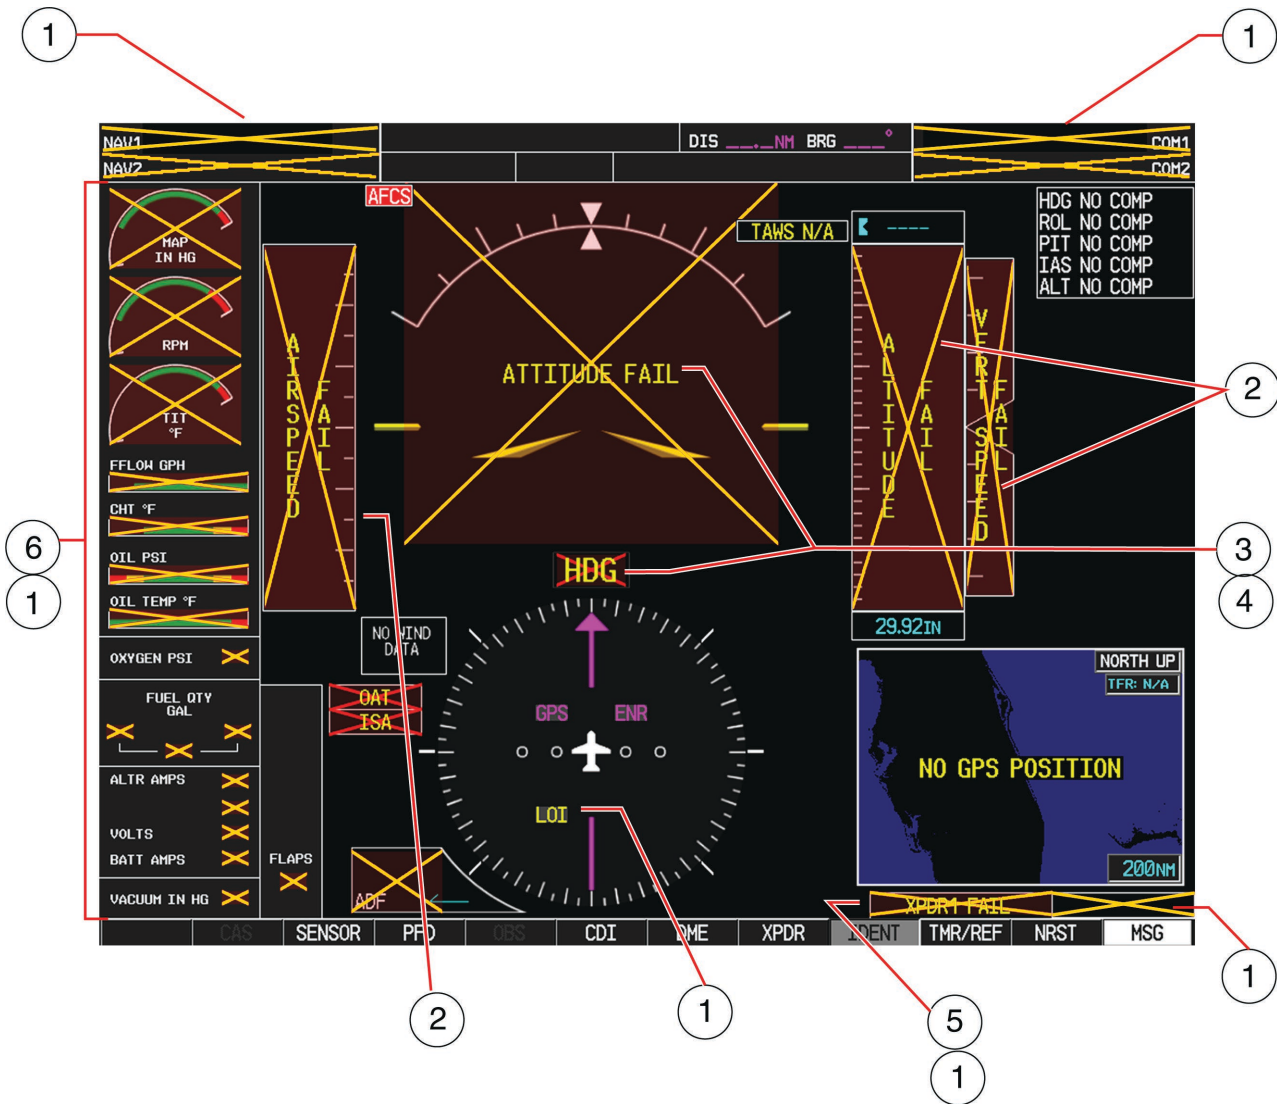 1
1
NAV1
DIS __._NM BRG ___°
COM1
NAV2
COM2
AFCS
HDG NO COMP
ROL NO COMP
PIT NO COMP
IAS NO COMP
ALT NO COMP
TAWS N/A
----
MAP
IN HG
RPM
TIT
°F
AIRSPEED
FAIL
ATTITUDE FAIL
ALTITUDE
FAIL
VERT SPEED
FAIL
2
FFLOW GPH
CHT °F
OIL PSI
OIL TEMP °F
6
1
HDG
3
4
29.92IN
NO WIND
DATA
OXYGEN PSI
NORTH UP
TFR: N/A
FUEL QTY
GAL
OAT
ISA
GPS
ENR
NO GPS POSITION
ALTR AMPS
VOLTS
BATT AMPS
LOI
FLAPS
200NM
VACUUM IN HG
ADF
XPDR1 FAIL
CAS
SENSOR
PFD
OBS
CDI
DME
XPDR
IDENT
TMR/REF
NRST
MSG
1
2
1
5
1